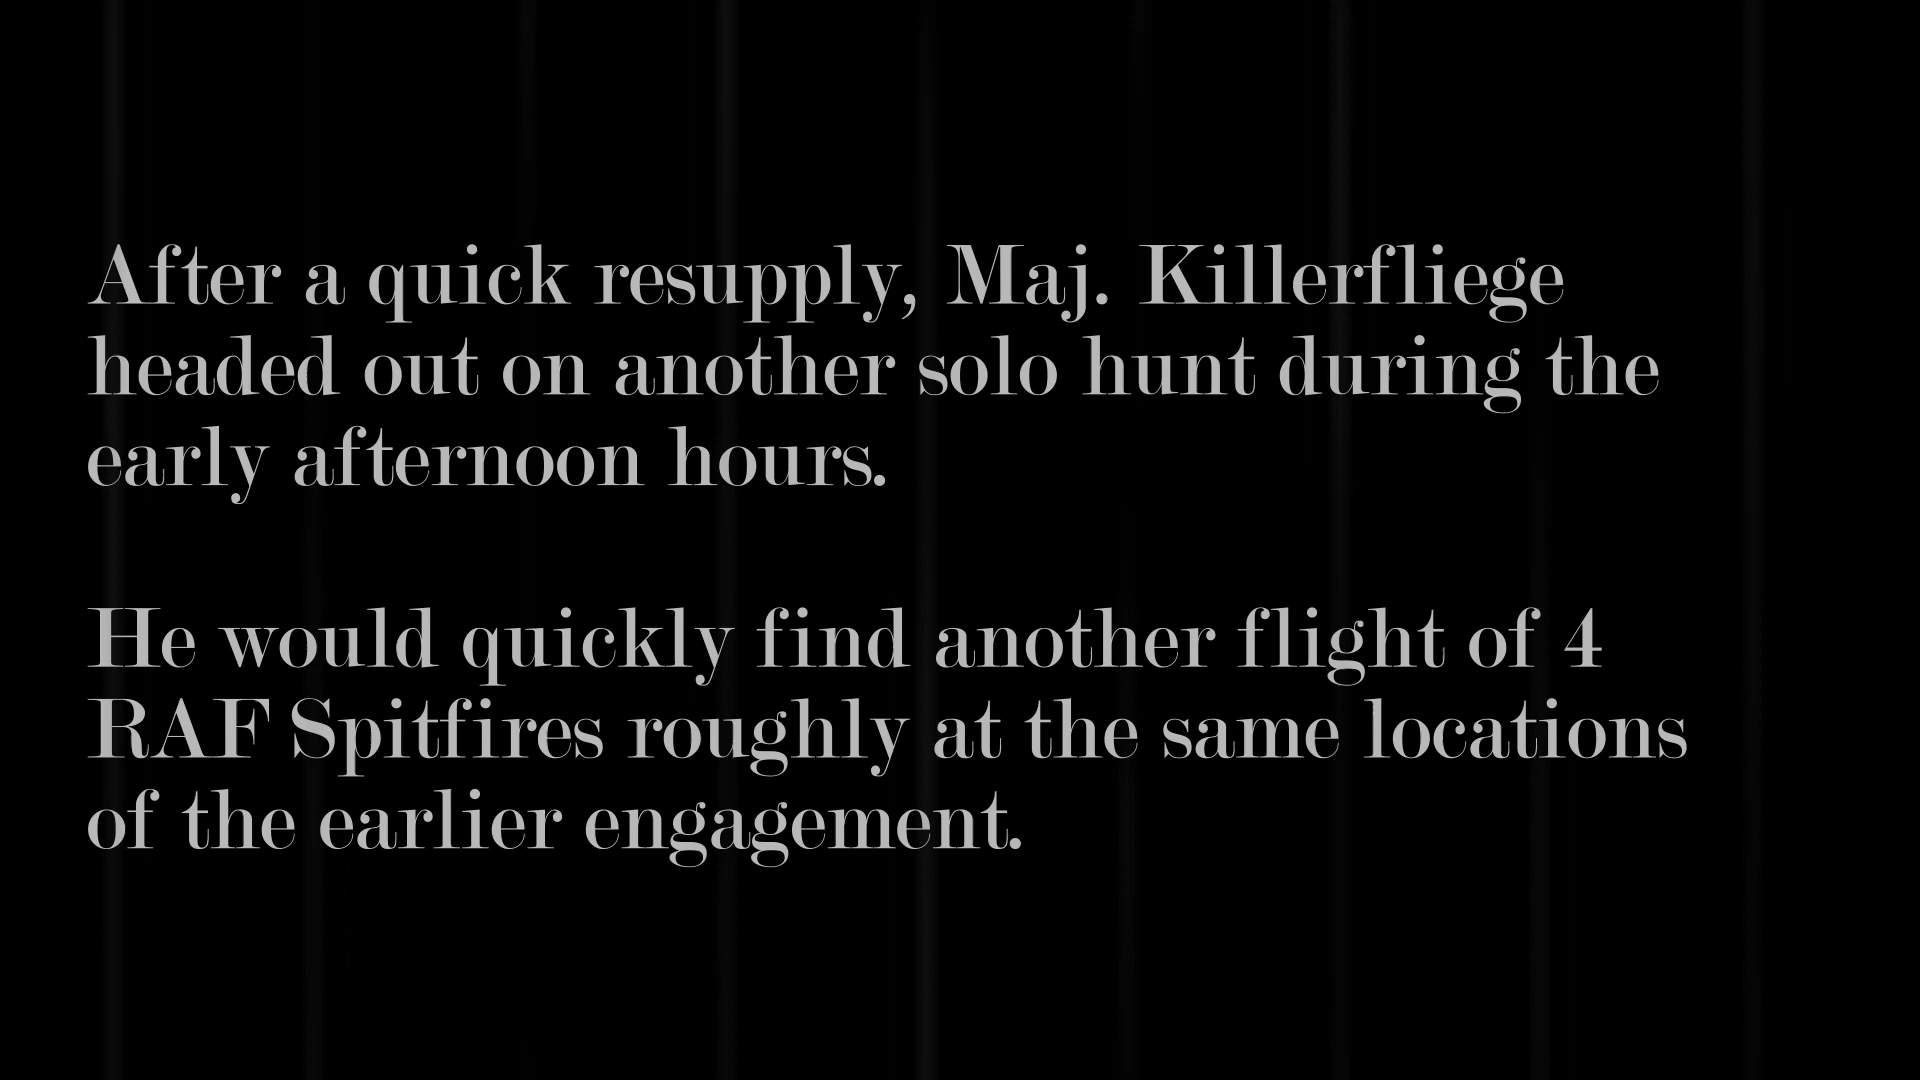 After a quick resupply, Maj. Killerfliege
headed out on another solo hunt during the
early afternoon hours.
He would quickly find another flight of 4
RAF Spitfires roughly at the same locations
of the earlier engagement.